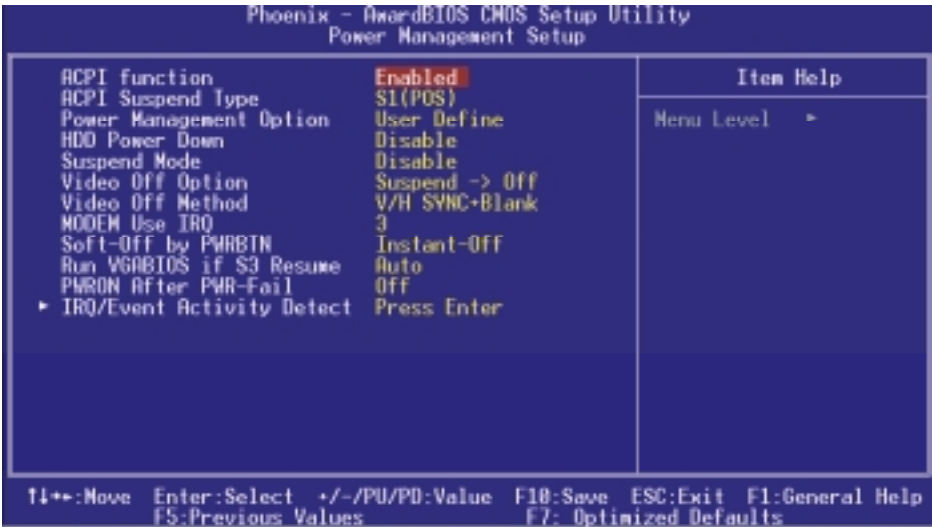 Phoenix - AwardBIOS CMOS Setup Utility
Power Management Setup
ACPI function Enabled
ACPI Suspend Type S1(POS)
Power Management Option User Define
HDD Power Down Disable
Suspend Mode Disable
Video Off Option Suspend -> Off
Video Off Method V/H SYNC+Blank
MODEM Use IRQ 3
Soft-Off by PWRBTN Instant-Off
Run VGABIOS if S3 Resume Auto
PWRON After PWR-Fail Off
► IRQ/Event Activity Detect Press Enter
Item Help
Menu Level ►
↑↓→←:Move Enter:Select +/-/PU/PD:Value F10:Save ESC:Exit F1:General Help
F5:Previous Values F7: Optimized Defaults